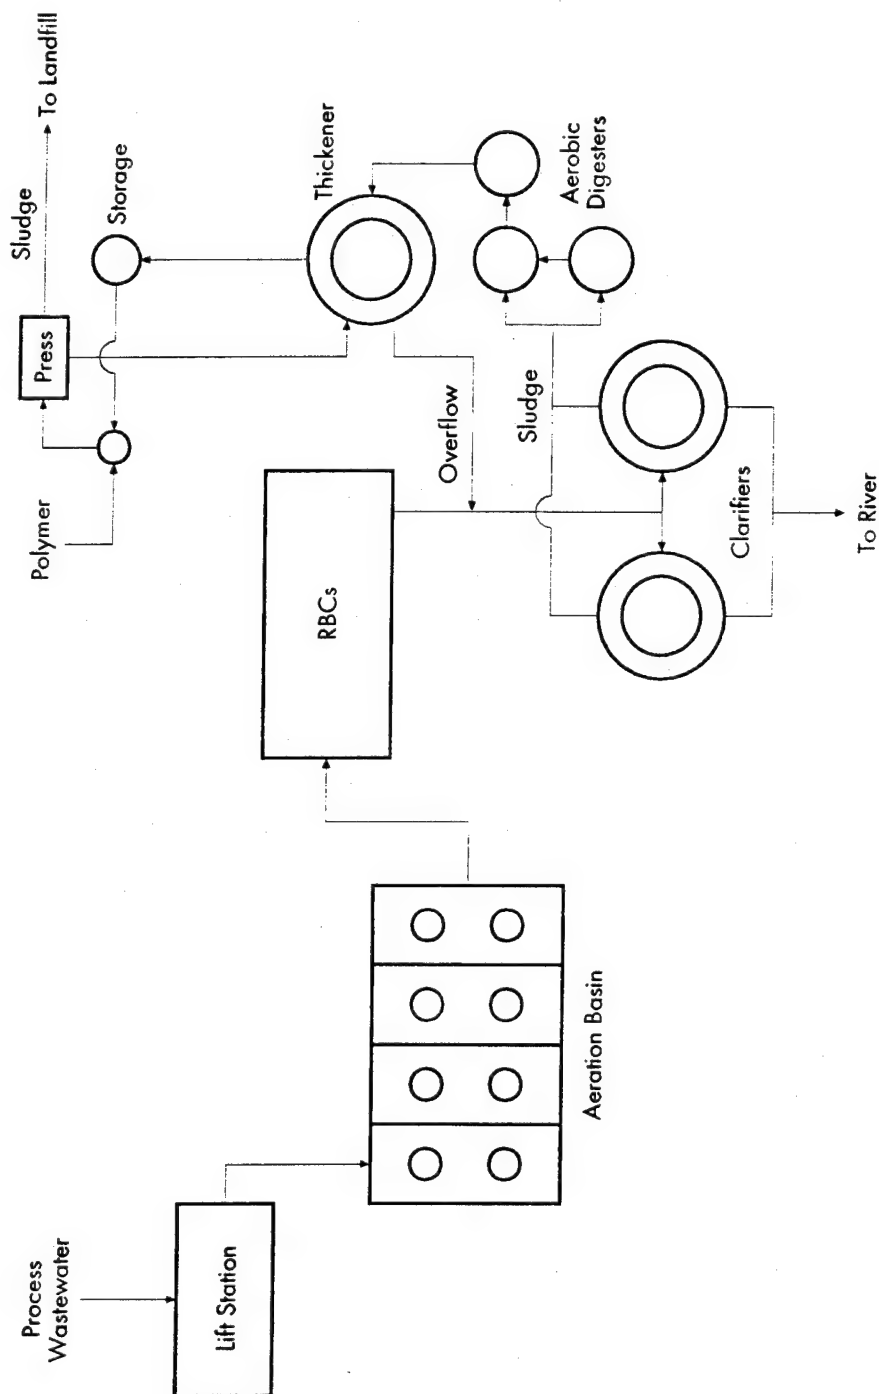 Process
Wastewater
Lift Station
Aeration Basin
RBCs
Polymer
Press
Sludge
To Landfill
Storage
Thickener
Overflow
Sludge
Aerobic
Digesters
Clarifiers
To River